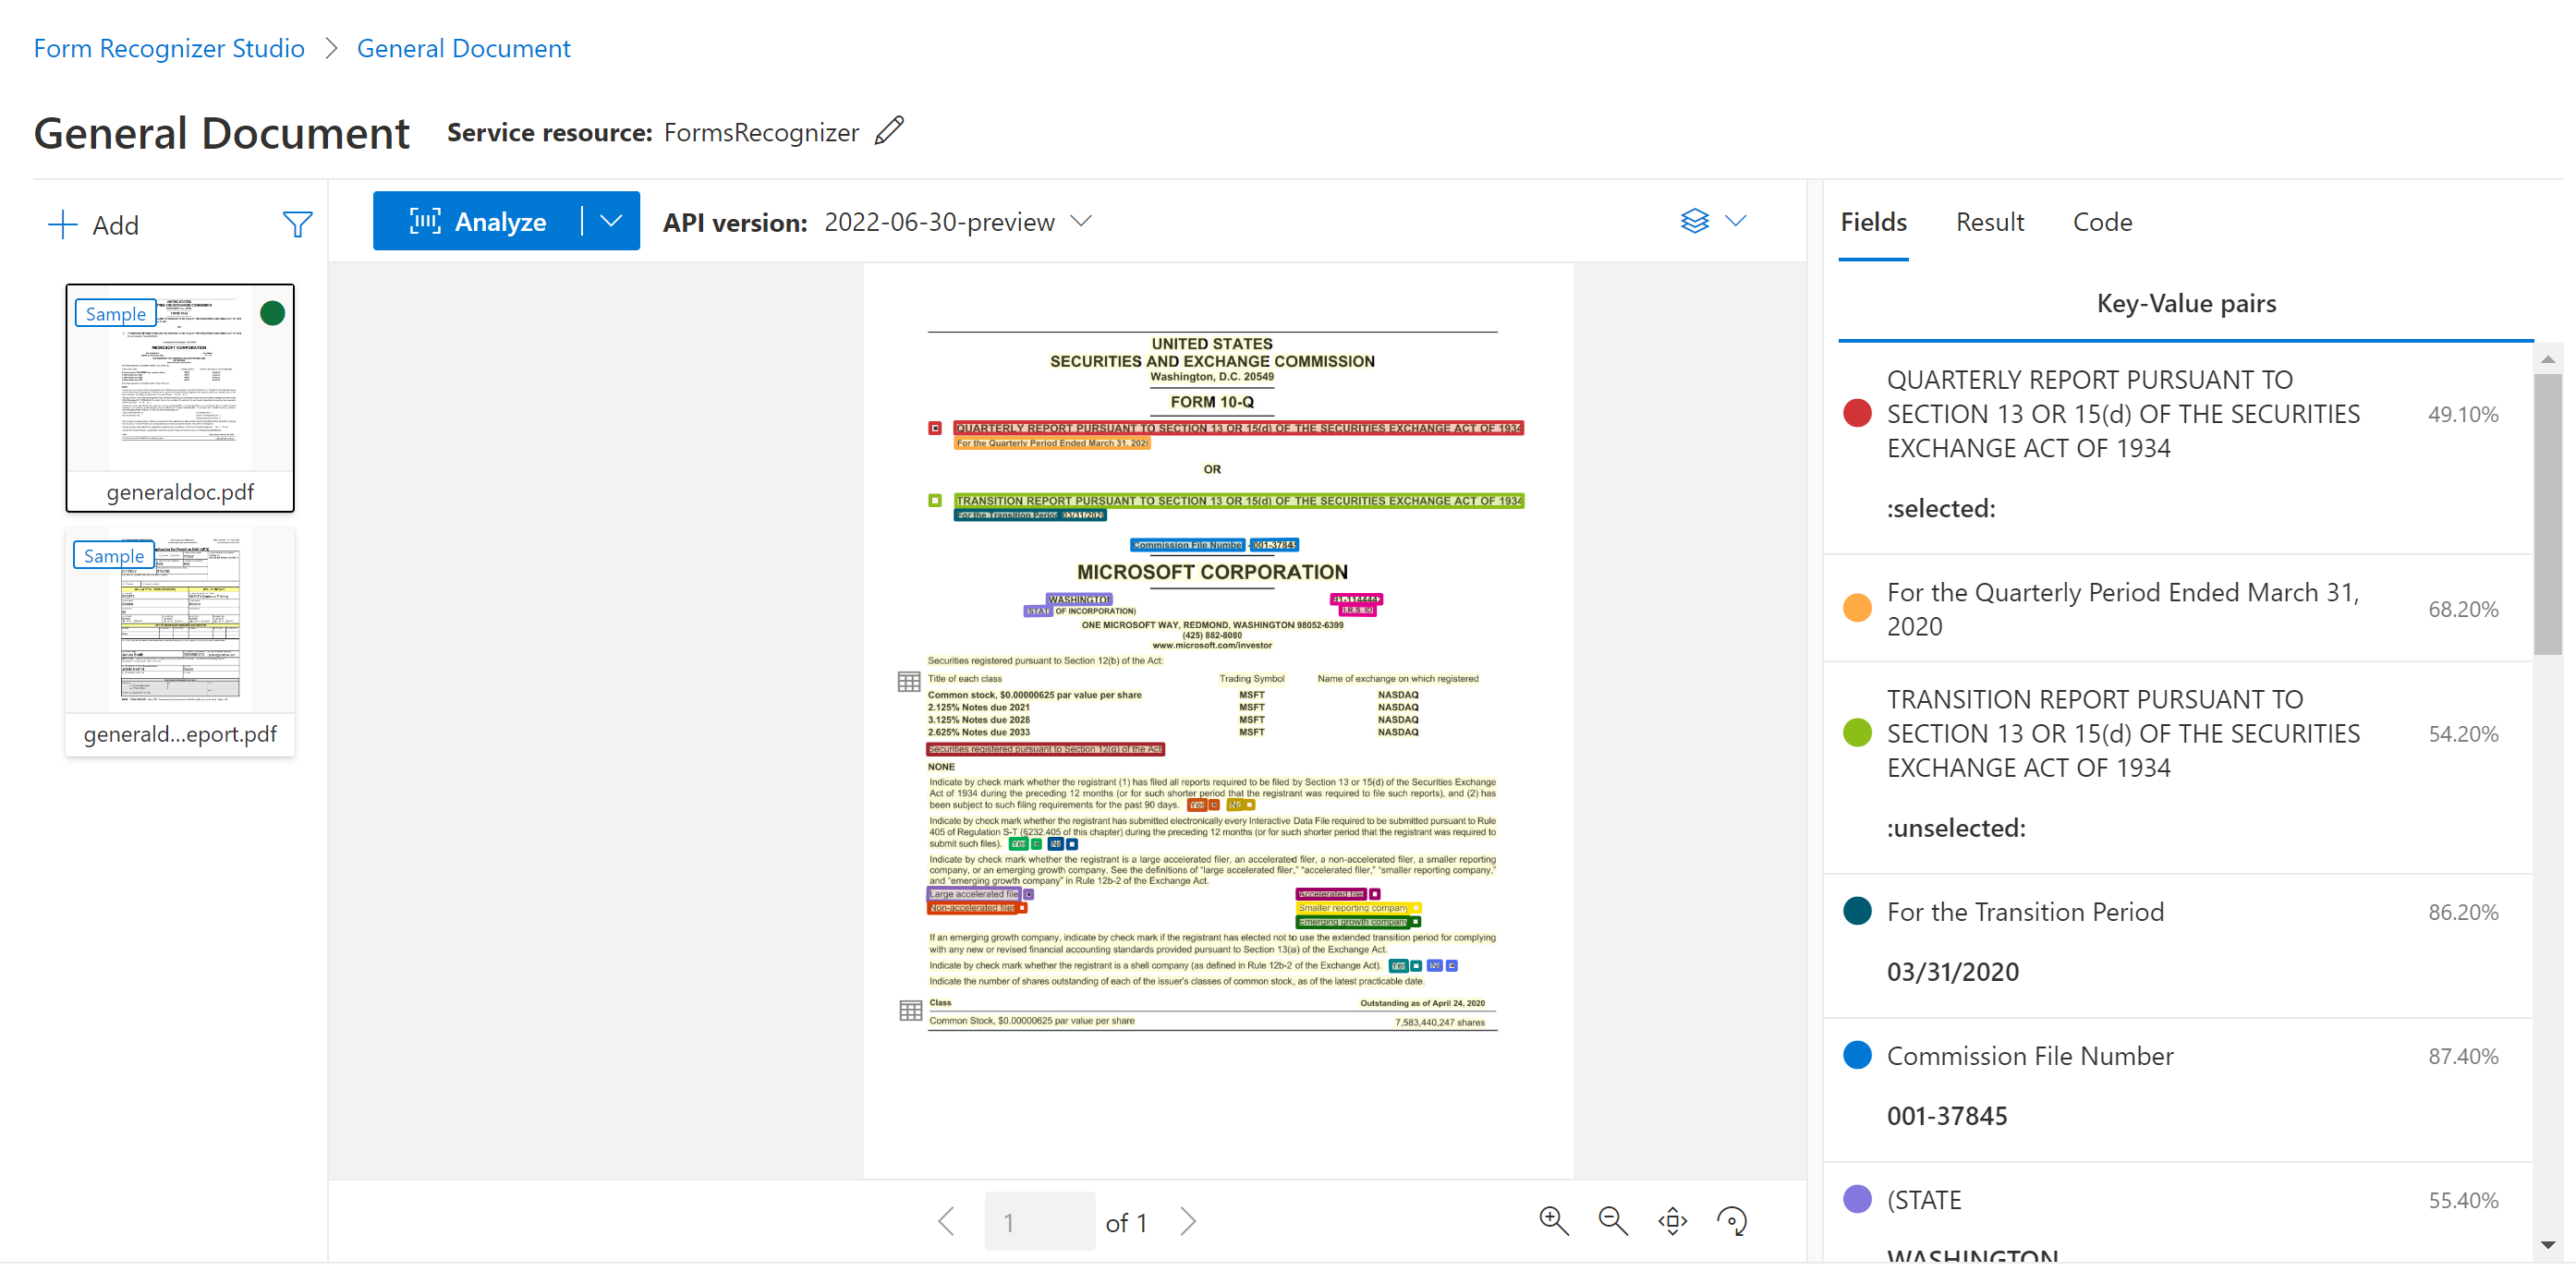 Form Recognizer Studio > General Document
General Document
Service resource: FormsRecognizer
Add
Sample
generaldoc.pdf
Sample
generald...eport.pdf
Analyze
API version: 2022-06-30-preview
UNITED STATES
SECURITIES AND EXCHANGE COMMISSION
Washington, D.C. 20549
FORM 10-Q
QUARTERLY REPORT PURSUANT TO SECTION 13 OR 15(d) OF THE SECURITIES EXCHANGE ACT OF 1934
For the Quarterly Period Ended March 31, 2020
OR
TRANSITION REPORT PURSUANT TO SECTION 13 OR 15(d) OF THE SECURITIES EXCHANGE ACT OF 1934
For the Transition Period 03/31/2020
Commission File Number 001-37845
MICROSOFT CORPORATION
WASHINGTON
(STATE OF INCORPORATION)
91-1144442
(I.R.S. ID)
ONE MICROSOFT WAY, REDMOND, WASHINGTON 98052-6399
(425) 882-8080
www.microsoft.com/investor
Securities registered pursuant to Section 12(b) of the Act:
Title of each class Trading Symbol Name of exchange on which registered
Common stock, $0.00000625 par value per share MSFT NASDAQ
2.125% Notes due 2021 MSFT NASDAQ
3.125% Notes due 2028 MSFT NASDAQ
2.625% Notes due 2033 MSFT NASDAQ
Securities registered pursuant to Section 12(g) of the Act:
NONE
Indicate by check mark whether the registrant (1) has filed all reports required to be filed by Section 13 or 15(d) of the Securities Exchange
Act of 1934 during the preceding 12 months (or for such shorter period that the registrant was required to file such reports), and (2) has
been subject to such filing requirements for the past 90 days. Yes No
Indicate by check mark whether the registrant has submitted electronically every Interactive Data File required to be submitted pursuant to Rule
405 of Regulation S-T (§232.405 of this chapter) during the preceding 12 months (or for such shorter period that the registrant was required to
submit such files). Yes No
Indicate by check mark whether the registrant is a large accelerated filer, an accelerated filer, a non-accelerated filer, a smaller reporting
company, or an emerging growth company. See the definitions of "large accelerated filer," "accelerated filer," "smaller reporting company,"
and "emerging growth company" in Rule 12b-2 of the Exchange Act.
Large accelerated filer Accelerated filer
Non-accelerated filer Smaller reporting company
Emerging growth company
If an emerging growth company, indicate by check mark if the registrant has elected not to use the extended transition period for complying
with any new or revised financial accounting standards provided pursuant to Section 13(a) of the Exchange Act.
Indicate by check mark whether the registrant is a shell company (as defined in Rule 12b-2 of the Exchange Act). Yes No
Indicate the number of shares outstanding of each of the issuer's classes of common stock, as of the latest practicable date.
Class Outstanding as of April 24, 2020
Common Stock, $0.00000625 par value per share 7,583,440,247 shares
1 of 1
Fields Result Code
Key-Value pairs
QUARTERLY REPORT PURSUANT TO
SECTION 13 OR 15(d) OF THE SECURITIES 49.10%
EXCHANGE ACT OF 1934
:selected:
For the Quarterly Period Ended March 31,
2020
68.20%
TRANSITION REPORT PURSUANT TO
SECTION 13 OR 15(d) OF THE SECURITIES 54.20%
EXCHANGE ACT OF 1934
:unselected:
For the Transition Period 86.20%
03/31/2020
Commission File Number 87.40%
001-37845
(STATE 55.40%
WASHINGTON